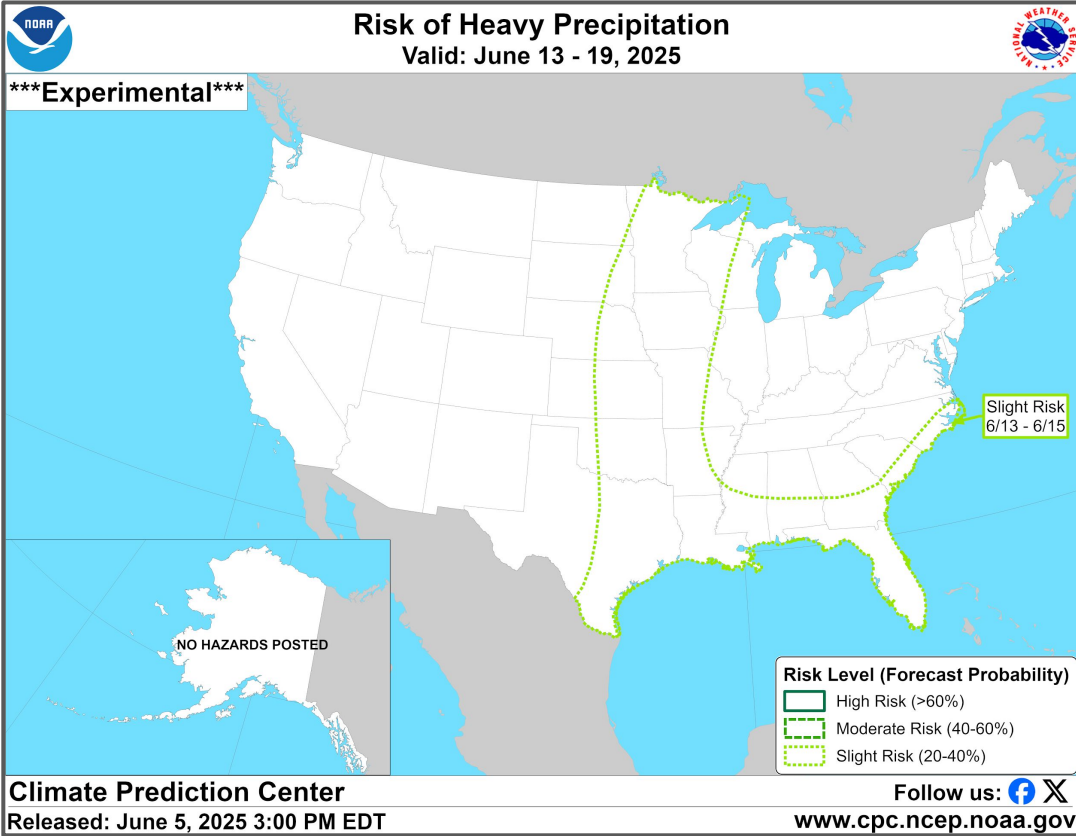 NOAA
Risk of Heavy Precipitation
Valid: June 13 - 19, 2025
NATIONAL WEATHER SERVICE
***Experimental***
Slight Risk
6/13 - 6/15
NO HAZARDS POSTED
Risk Level (Forecast Probability)
High Risk (>60%)
Moderate Risk (40-60%)
Slight Risk (20-40%)
Climate Prediction Center
Follow us:
Released: June 5, 2025 3:00 PM EDT
www.cpc.ncep.noaa.gov